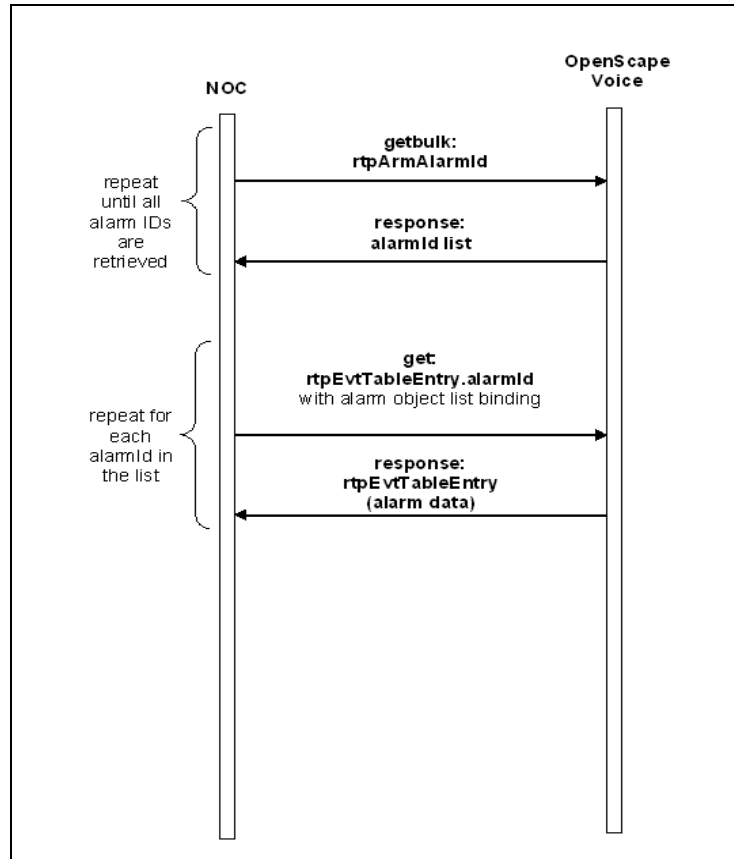 OpenScape
Voice
NOC
getbulk:
rtpArmAlarmId
repeat
until all
alarm IDs
are
retrieved
response:
alarmId list
get:
rtpEvtTableEntry.alarmId
with alarm object list binding
repeat for
each
alarmId in
the list
response:
rtpEvtTableEntry
(alarm data)